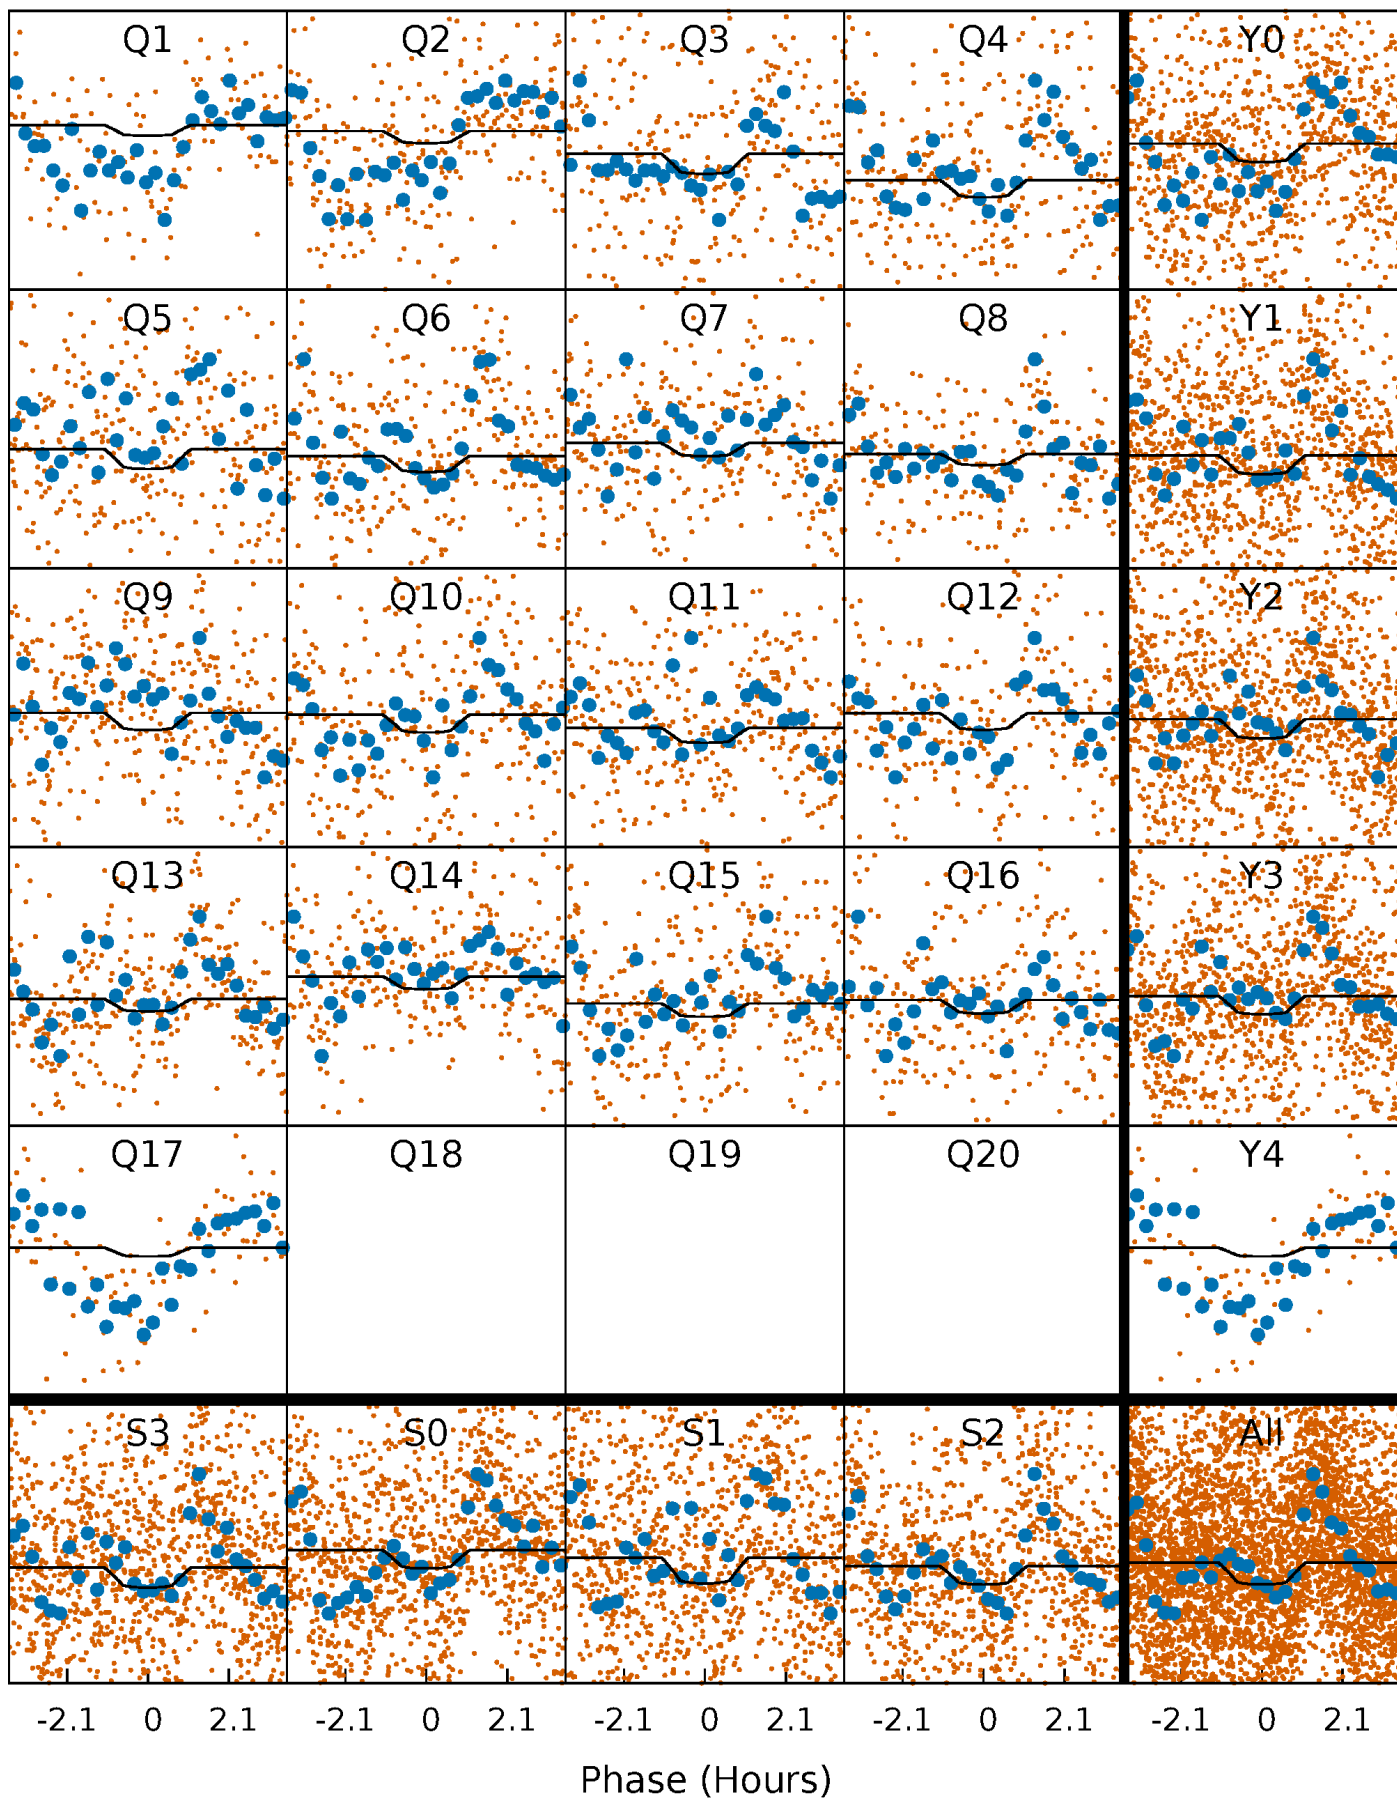 Q1 Q2 Q3 Q4 Y0
Q5 Q6 Q7 Q8 Y1
Q9 Q10 Q11 Q12 Y2
Q13 Q14 Q15 Q16 Y3
Q17 Q18 Q19 Q20 Y4
S3 S0 S1 S2 All
-2.1 0 2.1 -2.1 0 2.1 -2.1 0 2.1 -2.1 0 2.1 -2.1 0 2.1
Phase (Hours)